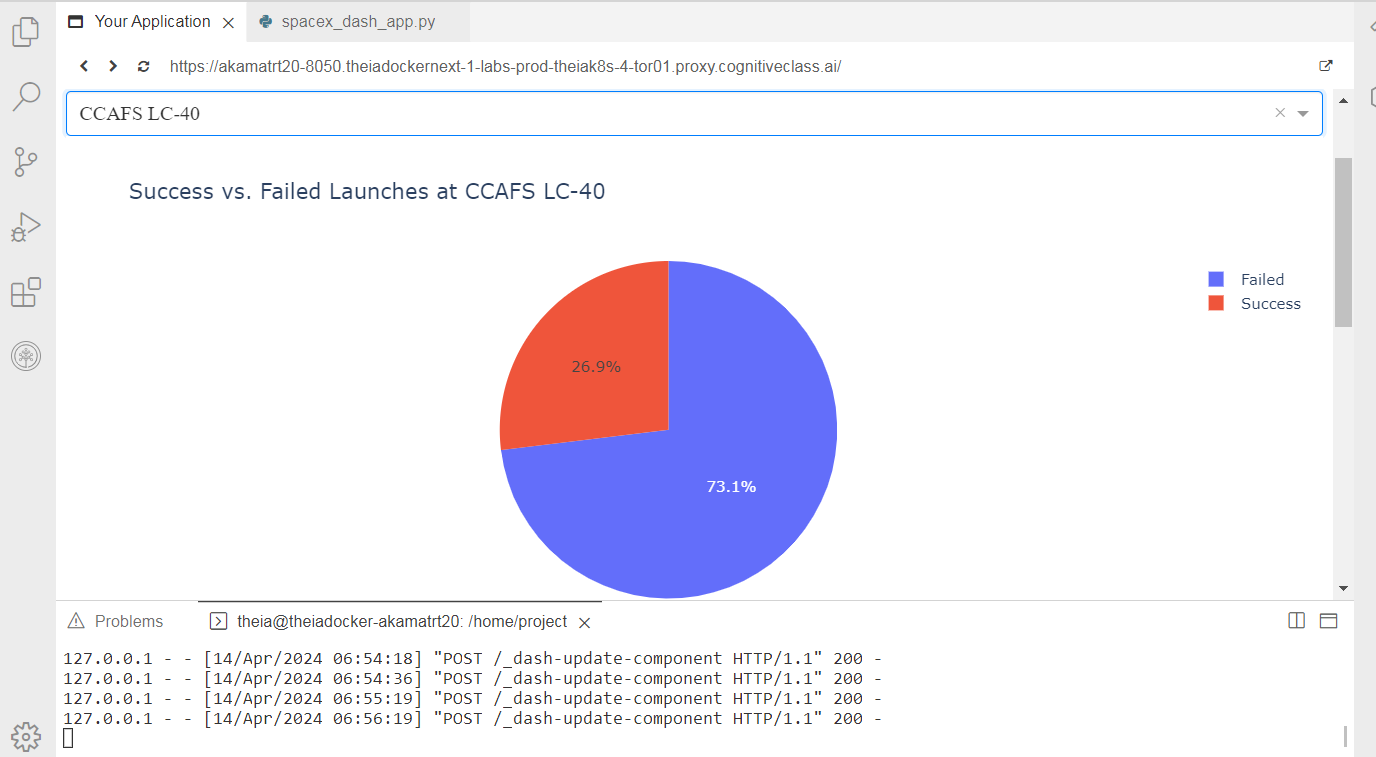 Your Application
spacex_dash_app.py
https://akamatrt20-8050.theiadockernext-1-labs-prod-theiak8s-4-tor01.proxy.cognitiveclass.ai/
CCAFS LC-40
Success vs. Failed Launches at CCAFS LC-40
Failed
Success
26.9%
73.1%
Problems
theia@theiadocker-akamatrt20: /home/project
127.0.0.1 - - [14/Apr/2024 06:54:18] "POST /_dash-update-component HTTP/1.1" 200 -
127.0.0.1 - - [14/Apr/2024 06:54:36] "POST /_dash-update-component HTTP/1.1" 200 -
127.0.0.1 - - [14/Apr/2024 06:55:19] "POST /_dash-update-component HTTP/1.1" 200 -
127.0.0.1 - - [14/Apr/2024 06:56:19] "POST /_dash-update-component HTTP/1.1" 200 -